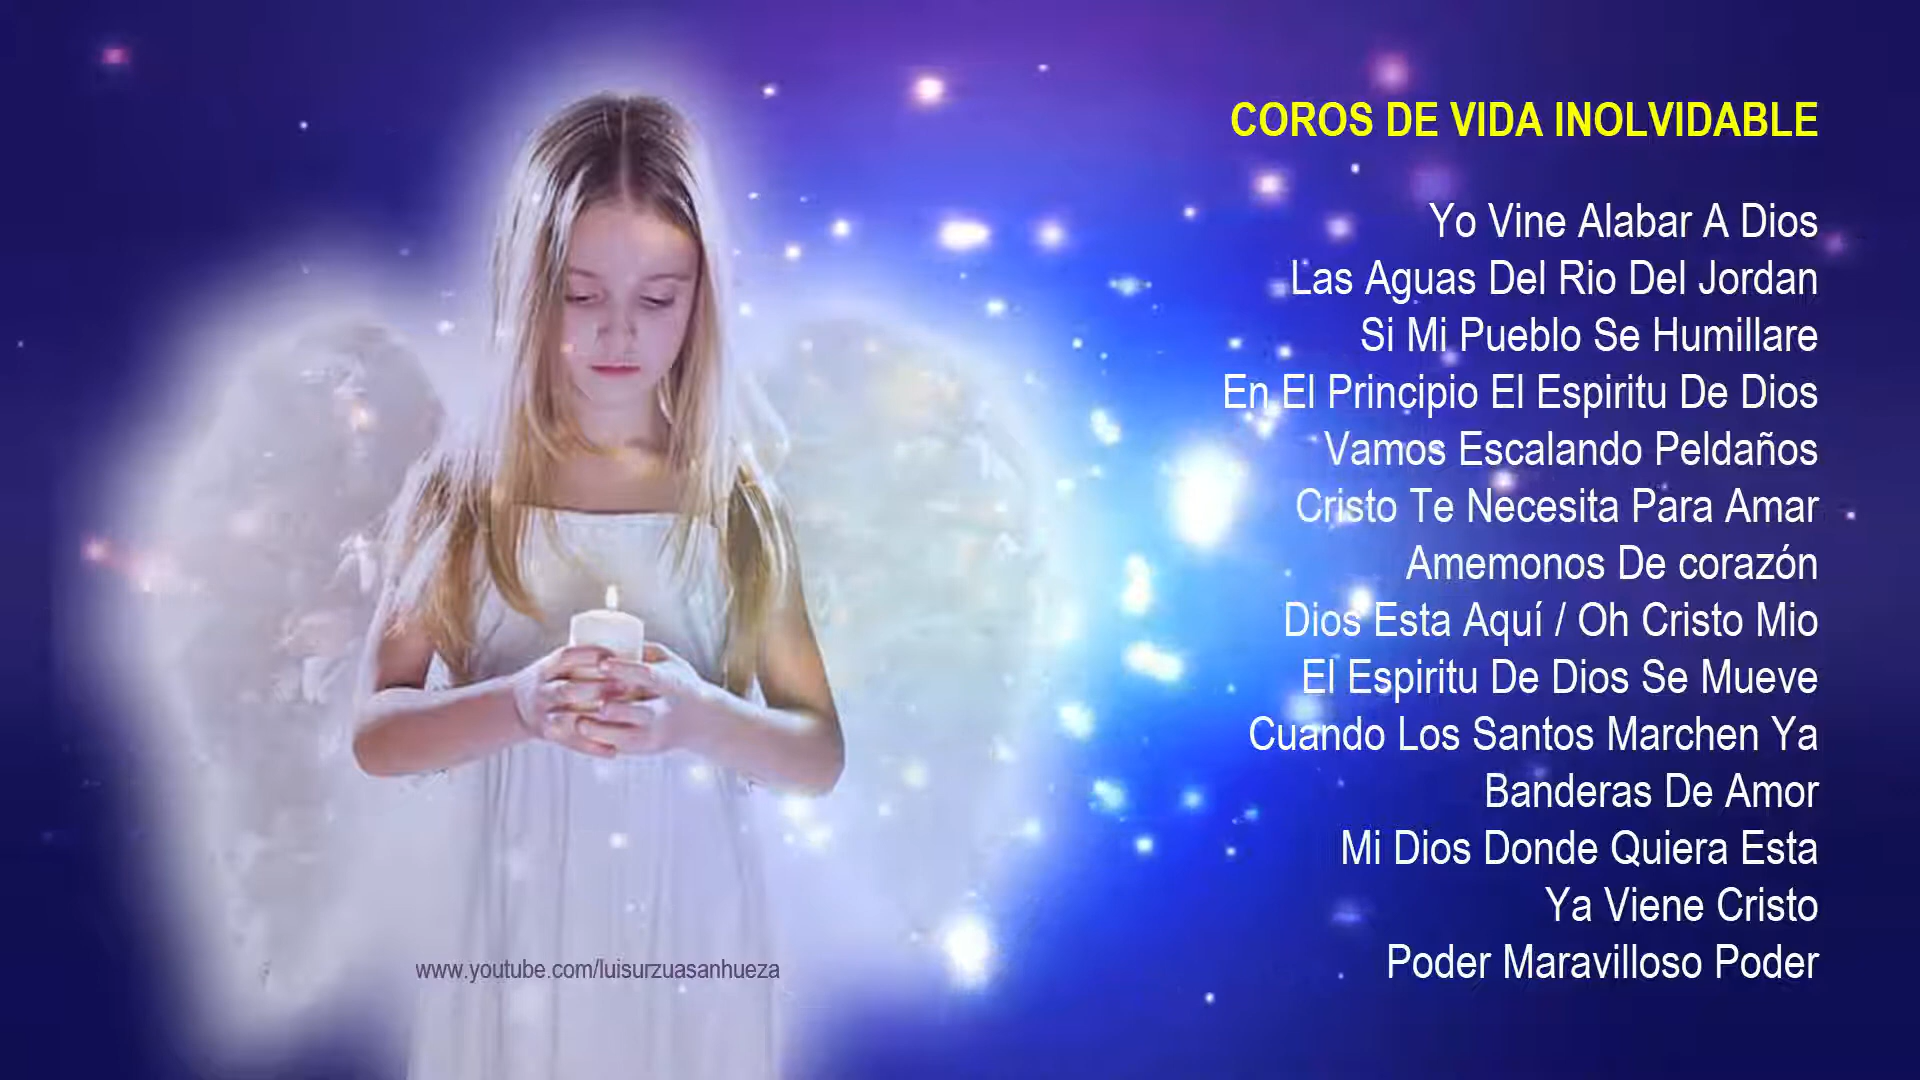 COROS DE VIDA INOLVIDABLE
Yo Vine Alabar A Dios
Las Aguas Del Rio Del Jordan
Si Mi Pueblo Se Humillare
En El Principio El Espiritu De Dios
Vamos Escalando Peldaños
Cristo Te Necesita Para Amar
Amemonos De corazón
Dios Esta Aquí / Oh Cristo Mio
El Espiritu De Dios Se Mueve
Cuando Los Santos Marchen Ya
Banderas De Amor
Mi Dios Donde Quiera Esta
Ya Viene Cristo
Poder Maravilloso Poder
www.youtube.com/luisurzuasanhueza